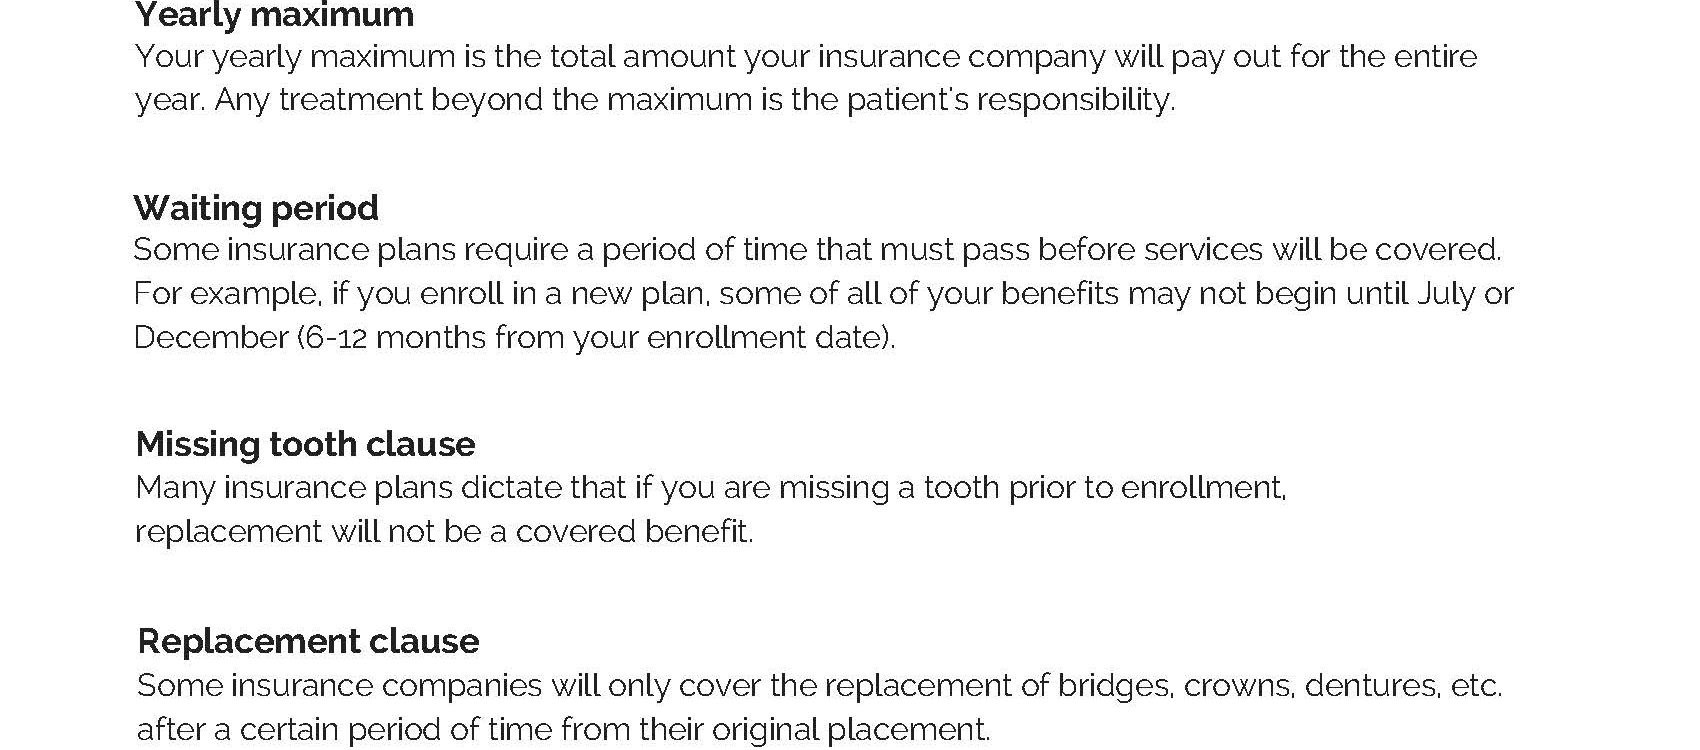 Yearly maximum
Your yearly maximum is the total amount your insurance company will pay out for the entire
year. Any treatment beyond the maximum is the patient's responsibility.
Waiting period
Some insurance plans require a period of time that must pass before services will be covered.
For example, if you enroll in a new plan, some of all of your benefits may not begin until July or
December (6-12 months from your enrollment date).
Missing tooth clause
Many insurance plans dictate that if you are missing a tooth prior to enrollment,
replacement will not be a covered benefit.
Replacement clause
Some insurance companies will only cover the replacement of bridges, crowns, dentures, etc.
after a certain period of time from their original placement.